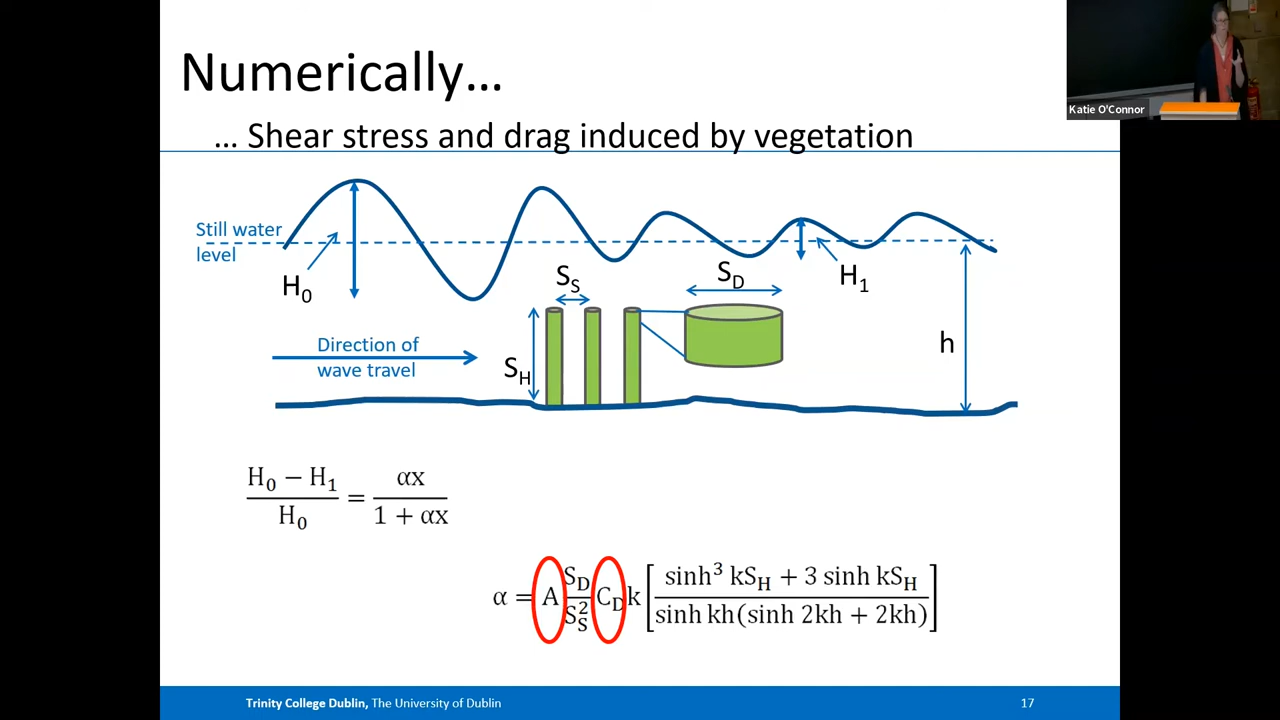 Numerically…
… Shear stress and drag induced by vegetation
Katie O'Connor
Still water
level
H₀
S_S
S_D
H₁
Direction of
wave travel
S_H
h
(H₀ − H₁)/H₀ = αx/(1 + αx)
α = A (S_D/S_S²) C_D k [(sinh³ kS_H + 3 sinh kS_H)/(sinh kh(sinh 2kh + 2kh))]
Trinity College Dublin, The University of Dublin
17